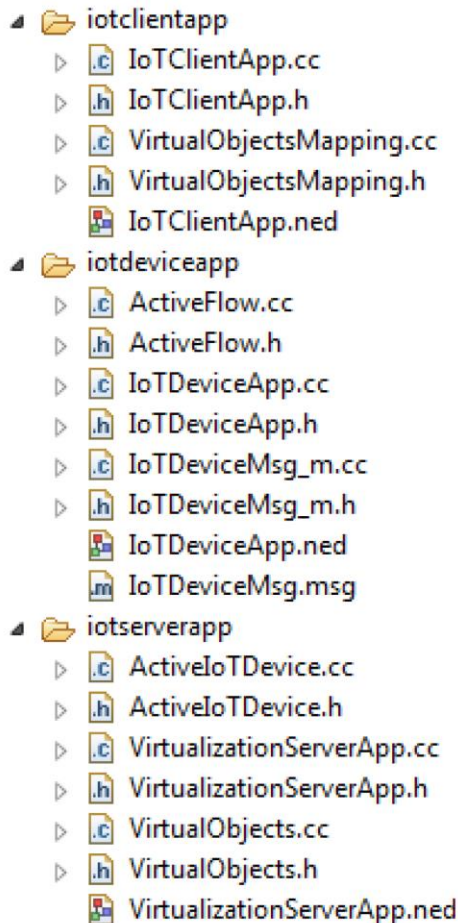 iotclientapp
.c IoTClientApp.cc
.h IoTClientApp.h
.c VirtualObjectsMapping.cc
.h VirtualObjectsMapping.h
IoTClientApp.ned
iotdeviceapp
.c ActiveFlow.cc
.h ActiveFlow.h
.c IoTDeviceApp.cc
.h IoTDeviceApp.h
.c IoTDeviceMsg_m.cc
.h IoTDeviceMsg_m.h
IoTDeviceApp.ned
.m IoTDeviceMsg.msg
iotserverapp
.c ActiveIoTDevice.cc
.h ActiveIoTDevice.h
.c VirtualizationServerApp.cc
.h VirtualizationServerApp.h
.c VirtualObjects.cc
.h VirtualObjects.h
VirtualizationServerApp.ned